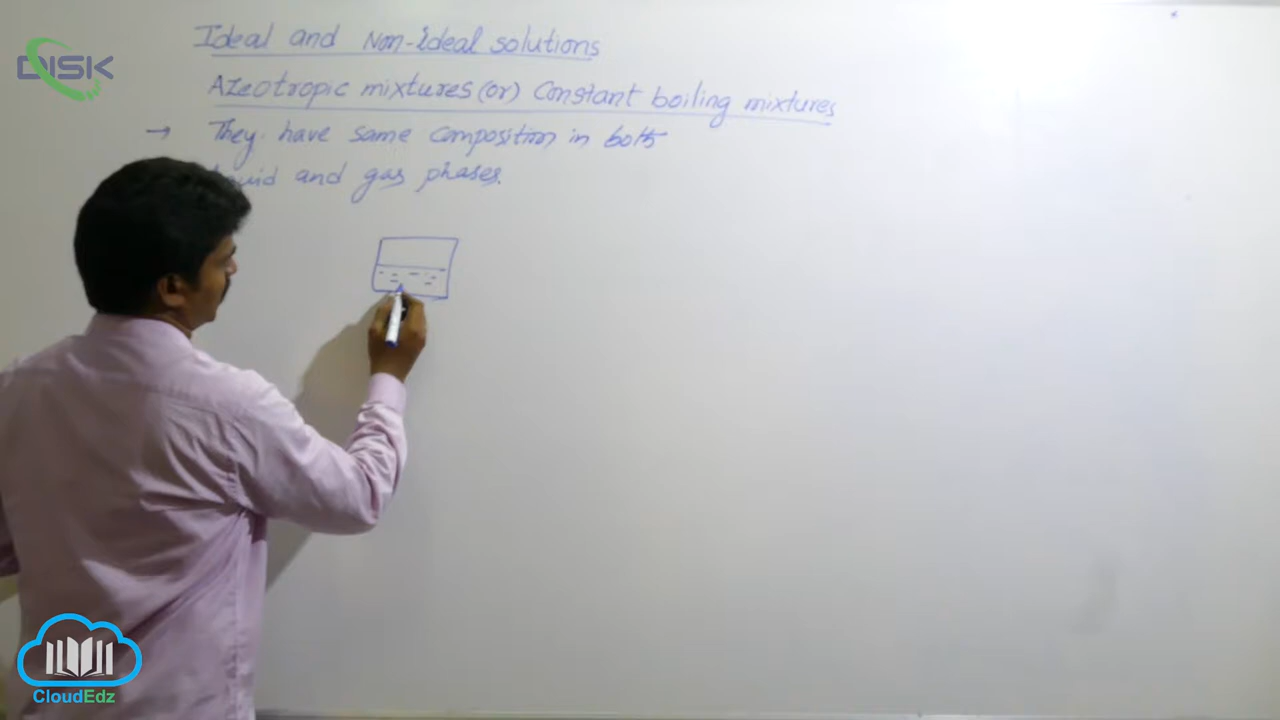 Ideal and Non-ideal solutions
DISK
Azeotropic mixtures (or) Constant boiling mixtures
→ They have same composition in both
and gas phases.
CloudEdz